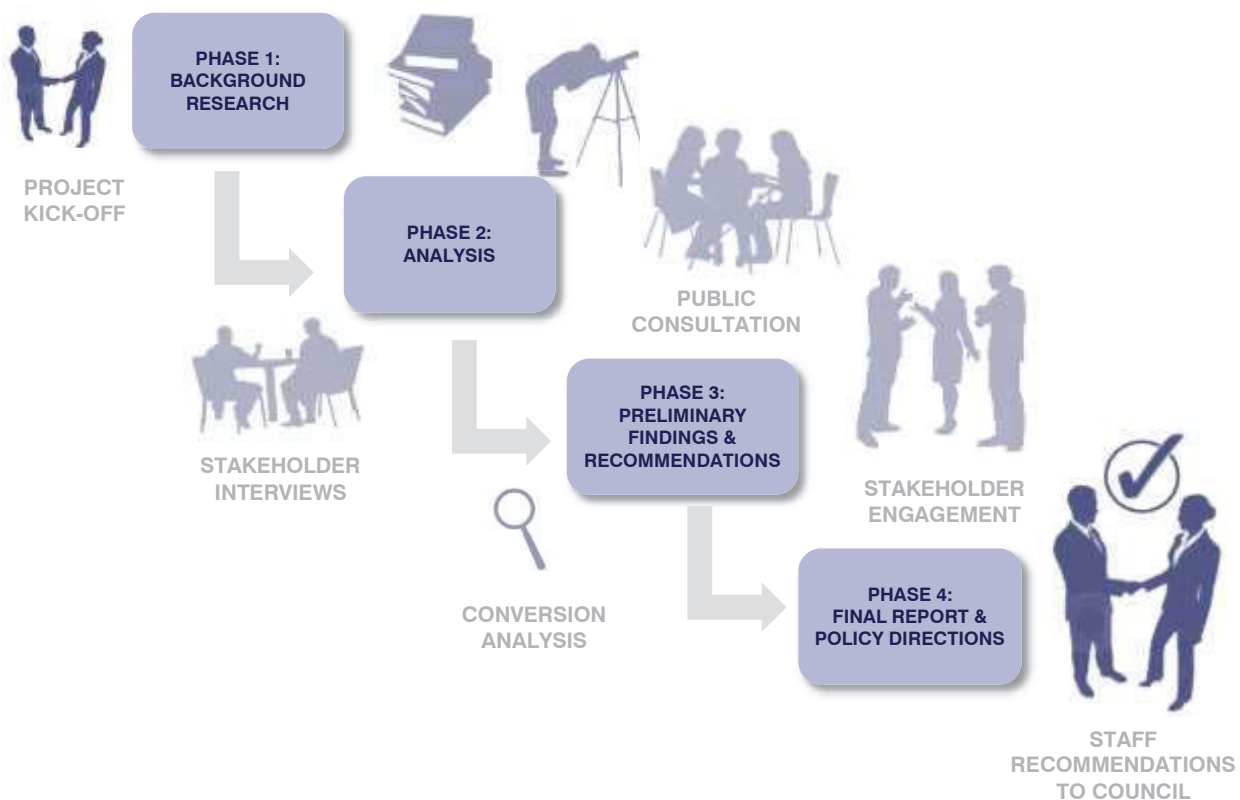 PHASE 1:
BACKGROUND
RESEARCH
PROJECT
KICK-OFF
PHASE 2:
ANALYSIS
PUBLIC
CONSULTATION
STAKEHOLDER
INTERVIEWS
PHASE 3:
PRELIMINARY
FINDINGS &
RECOMMENDATIONS
STAKEHOLDER
ENGAGEMENT
CONVERSION
ANALYSIS
PHASE 4:
FINAL REPORT &
POLICY DIRECTIONS
STAFF
RECOMMENDATIONS
TO COUNCIL